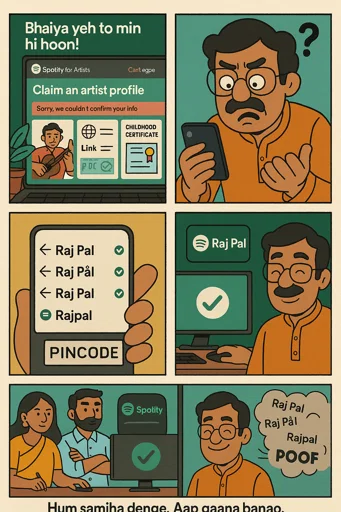 Bhaiya yeh to min
hi hoon!
Spotify for Artists
Claim an artist profile
Sorry, we couldn't confirm your info
Link
CHILDHOOD
CERTIFICATE
?
← Raj Pal
← Raj Pål
← Raj Pal
Rajpal
PINCODE
Raj Pal
Spotify
Raj Pal
Raj Pål
Rajpal
POOF
Hum samjha denge. Aap gaana banao.